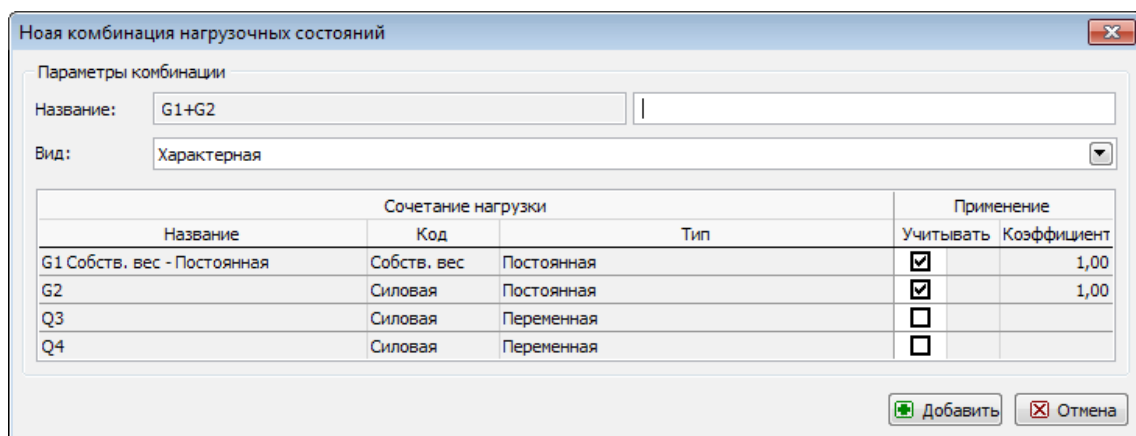 Ноая комбинация нагрузочных состояний
Параметры комбинации
Название: G1+G2
Вид: Характерная
Сочетание нагрузки Применение
Название Код Тип Учитывать Коэффициент
G1 Собств. вес - Постоянная Собств. вес Постоянная 1,00
G2 Силовая Постоянная 1,00
Q3 Силовая Переменная
Q4 Силовая Переменная
Добавить Отмена